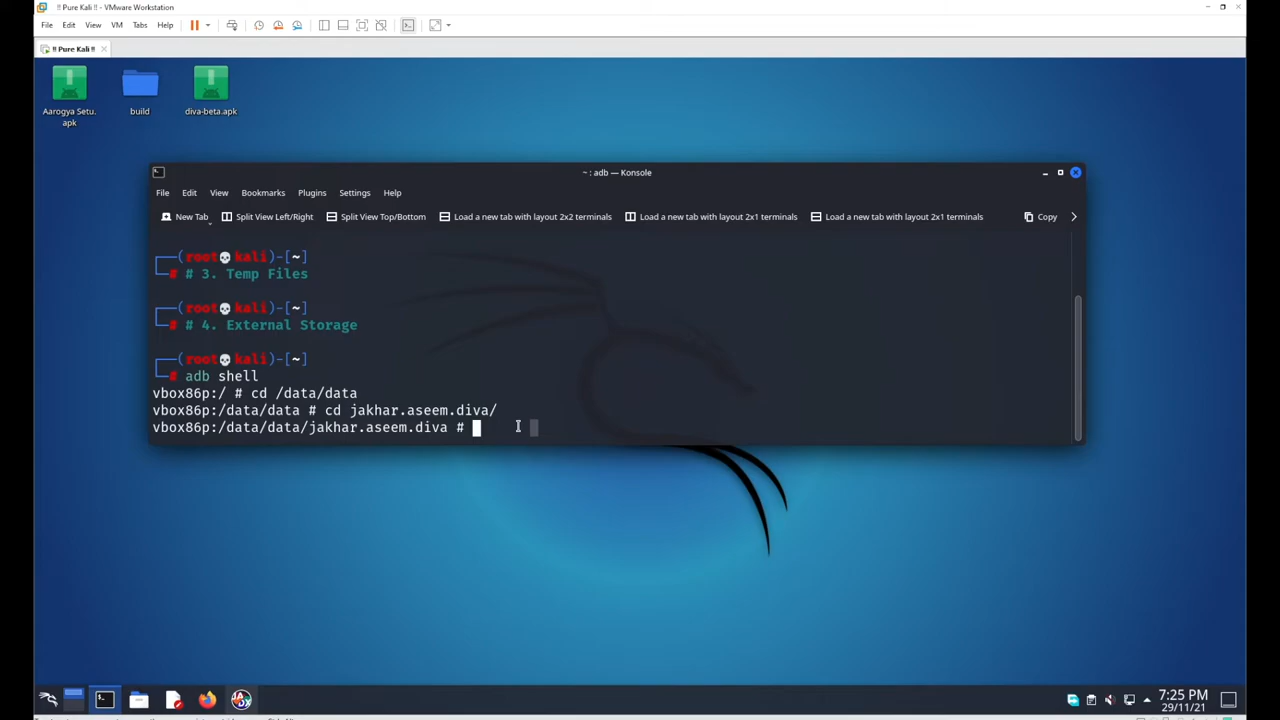 !! Pure Kali !! - VMware Workstation
File Edit View VM Tabs Help
!! Pure Kali !!
Aarogya Setu.
apk
build
diva-beta.apk
~ : adb — Konsole
File Edit View Bookmarks Plugins Settings Help
New Tab Split View Left/Right Split View Top/Bottom Load a new tab with layout 2x2 terminals Load a new tab with layout 2x1 terminals Load a new tab with layout 2x1 terminals Copy
┌──(root💀kali)-[~]
└─# # 3. Temp Files
┌──(root💀kali)-[~]
└─# # 4. External Storage
┌──(root💀kali)-[~]
└─# adb shell
vbox86p:/ # cd /data/data
vbox86p:/data/data # cd jakhar.aseem.diva/
vbox86p:/data/data/jakhar.aseem.diva #
JADX
7:25 PM
29/11/21